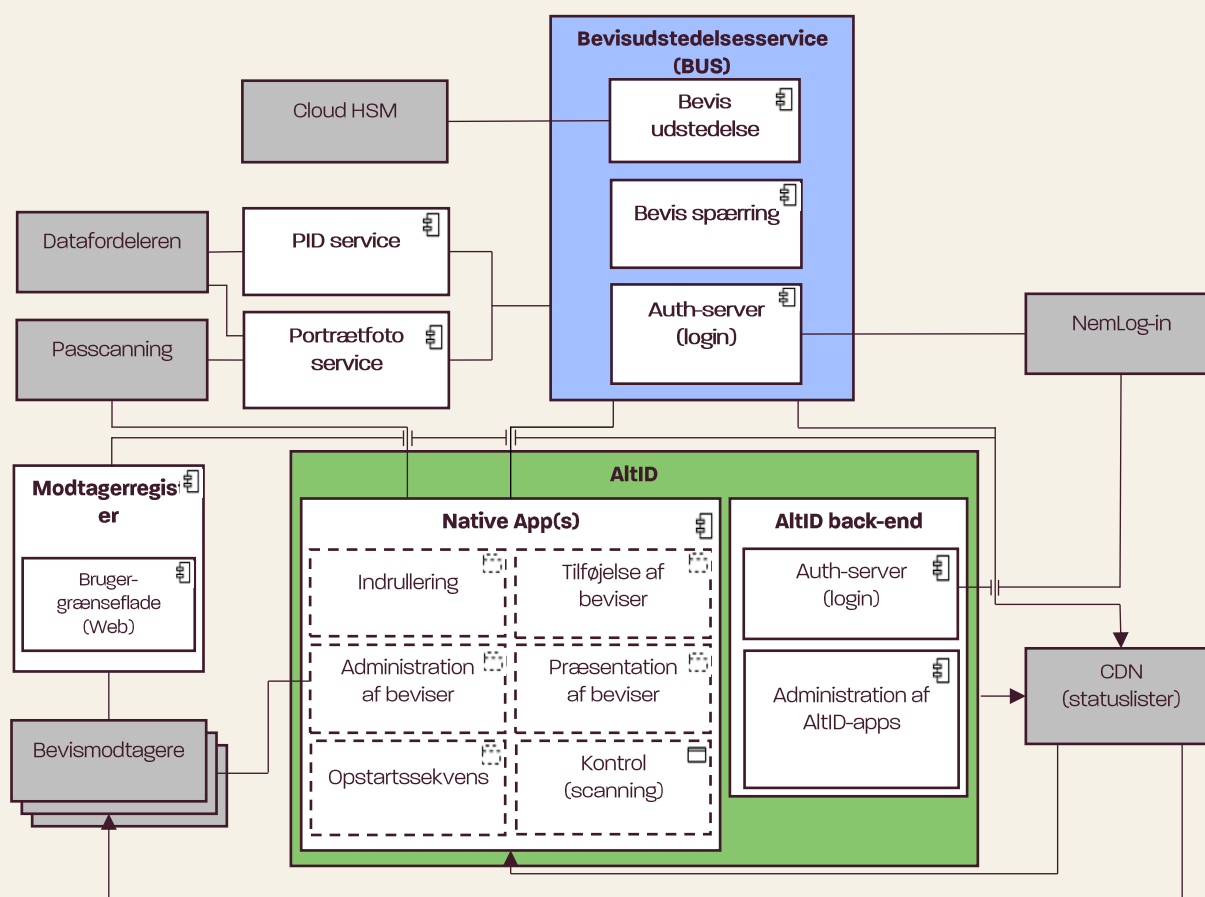 Bevisudstedelsesservice
(BUS)
Cloud HSM
Bevis
udstedelse
Bevis spærring
Datafordeleren
PID service
Auth-server
(login)
NemLog-in
Passcanning
Portrætfoto
service
AltID
Modtagerregist
er
Native App(s)
AltID back-end
Bruger-
grænseflade
(Web)
Indrullering
Tilføjelse af
beviser
Auth-server
(login)
Administration
af beviser
Præsentation
af beviser
Administration af
AltID-apps
CDN
(statuslister)
Bevismodtagere
Opstartssekvens
Kontrol
(scanning)